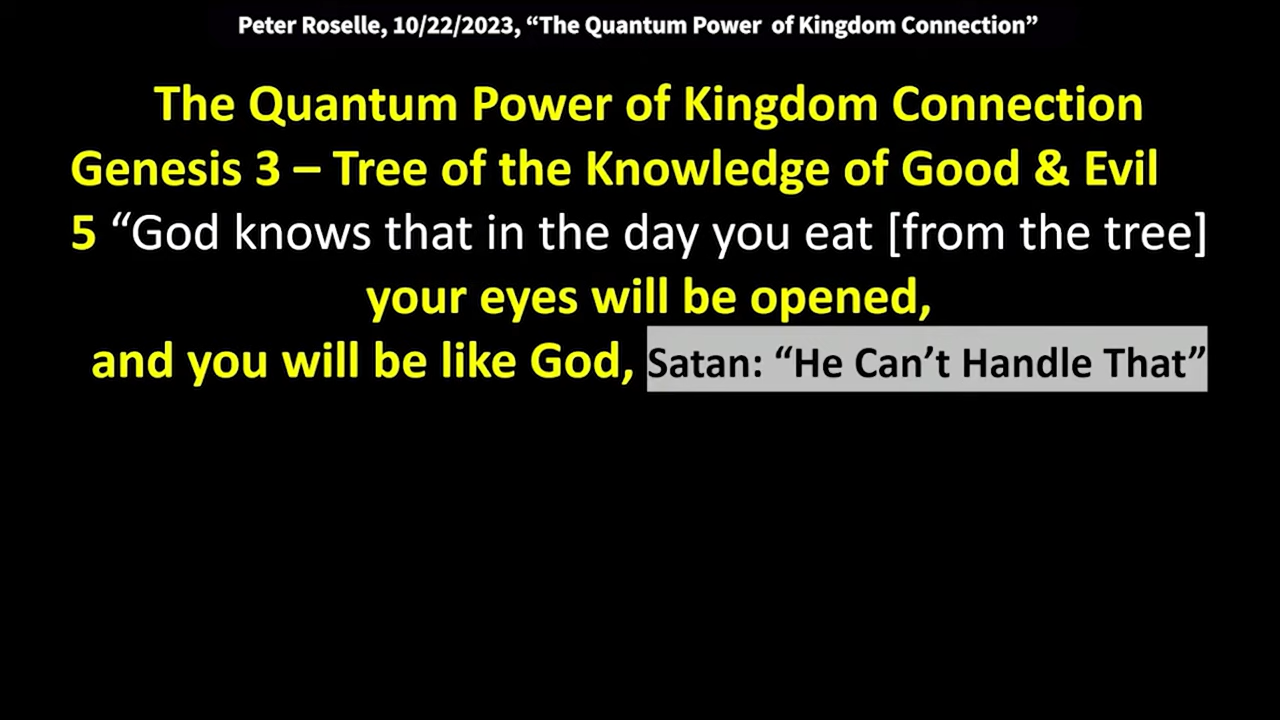 Peter Roselle, 10/22/2023, “The Quantum Power of Kingdom Connection”
The Quantum Power of Kingdom Connection
Genesis 3 – Tree of the Knowledge of Good & Evil
5 “God knows that in the day you eat [from the tree]
your eyes will be opened,
and you will be like God, Satan: “He Can’t Handle That”